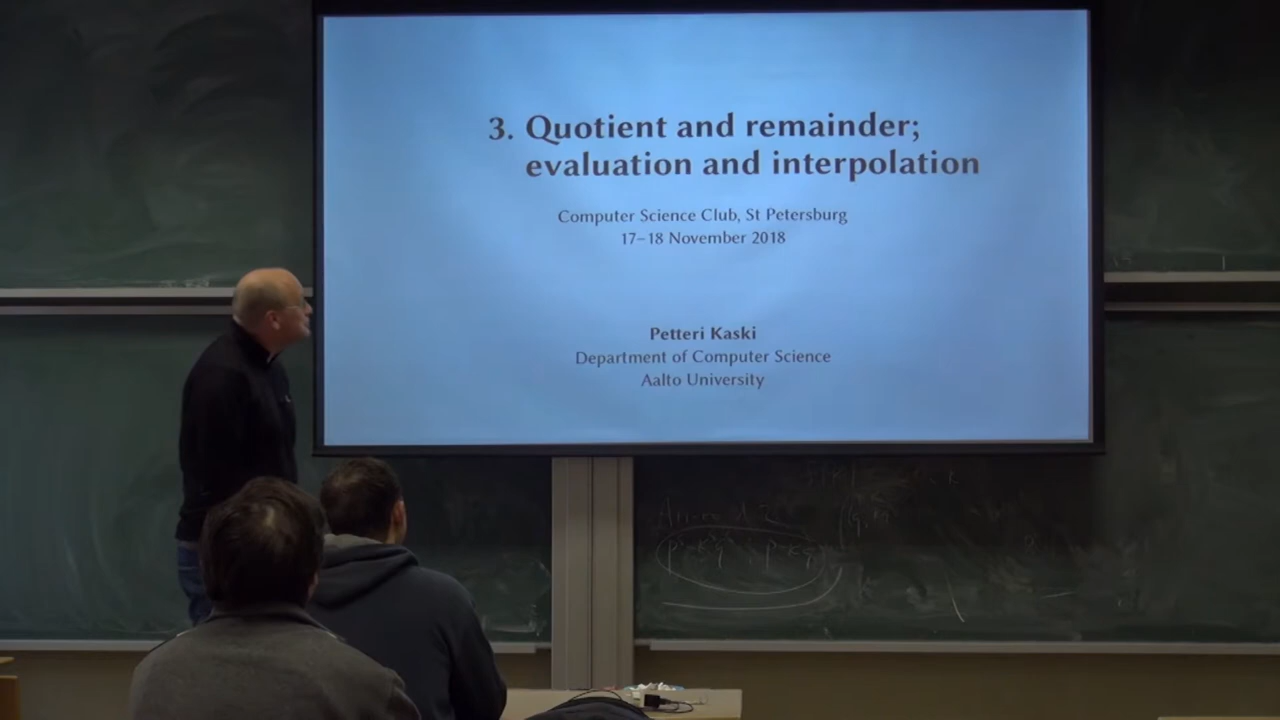 3. Quotient and remainder;
evaluation and interpolation
Computer Science Club, St Petersburg
17–18 November 2018
Petteri Kaski
Department of Computer Science
Aalto University